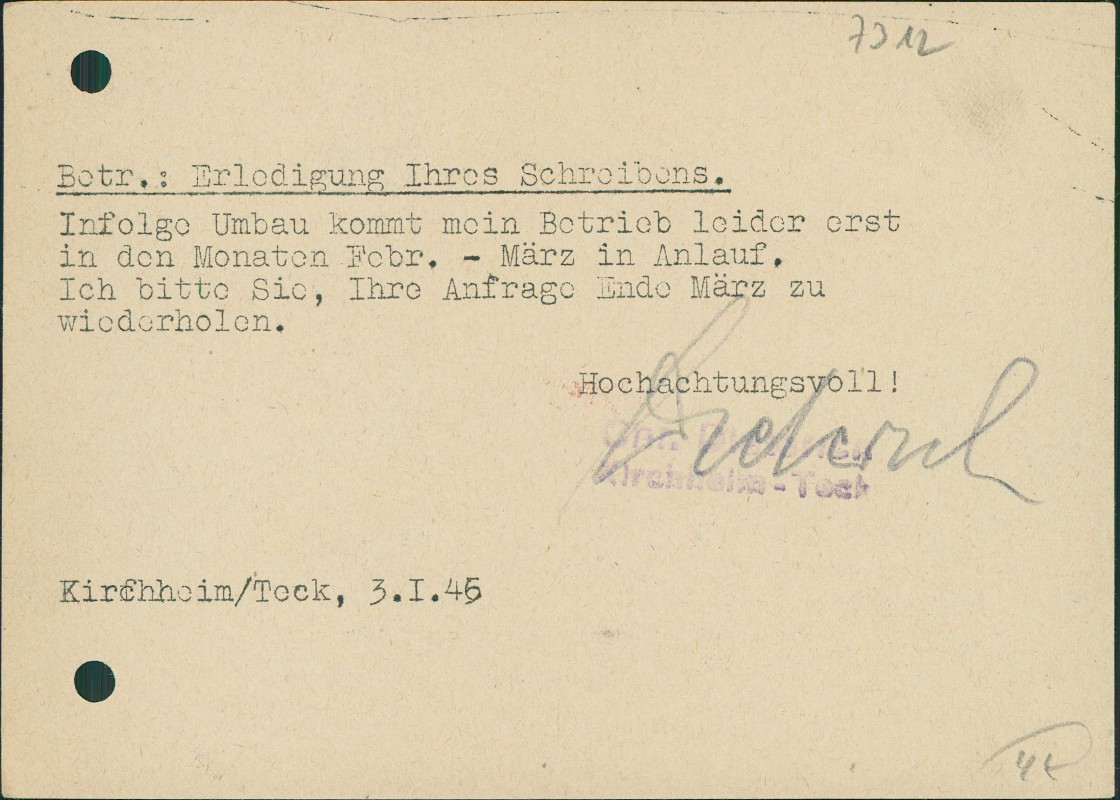 Betr.: Erledigung Ihres Schreibens.
Infolge Umbau kommt mein Betrieb leider erst
in den Monaten Febr. - März in Anlauf.
Ich bitte Sie, Ihre Anfrage Ende März zu
wiederholen.
Hochachtungsvoll!
Kirchheim - Teck
Kirchheim/Teck, 3.I.46